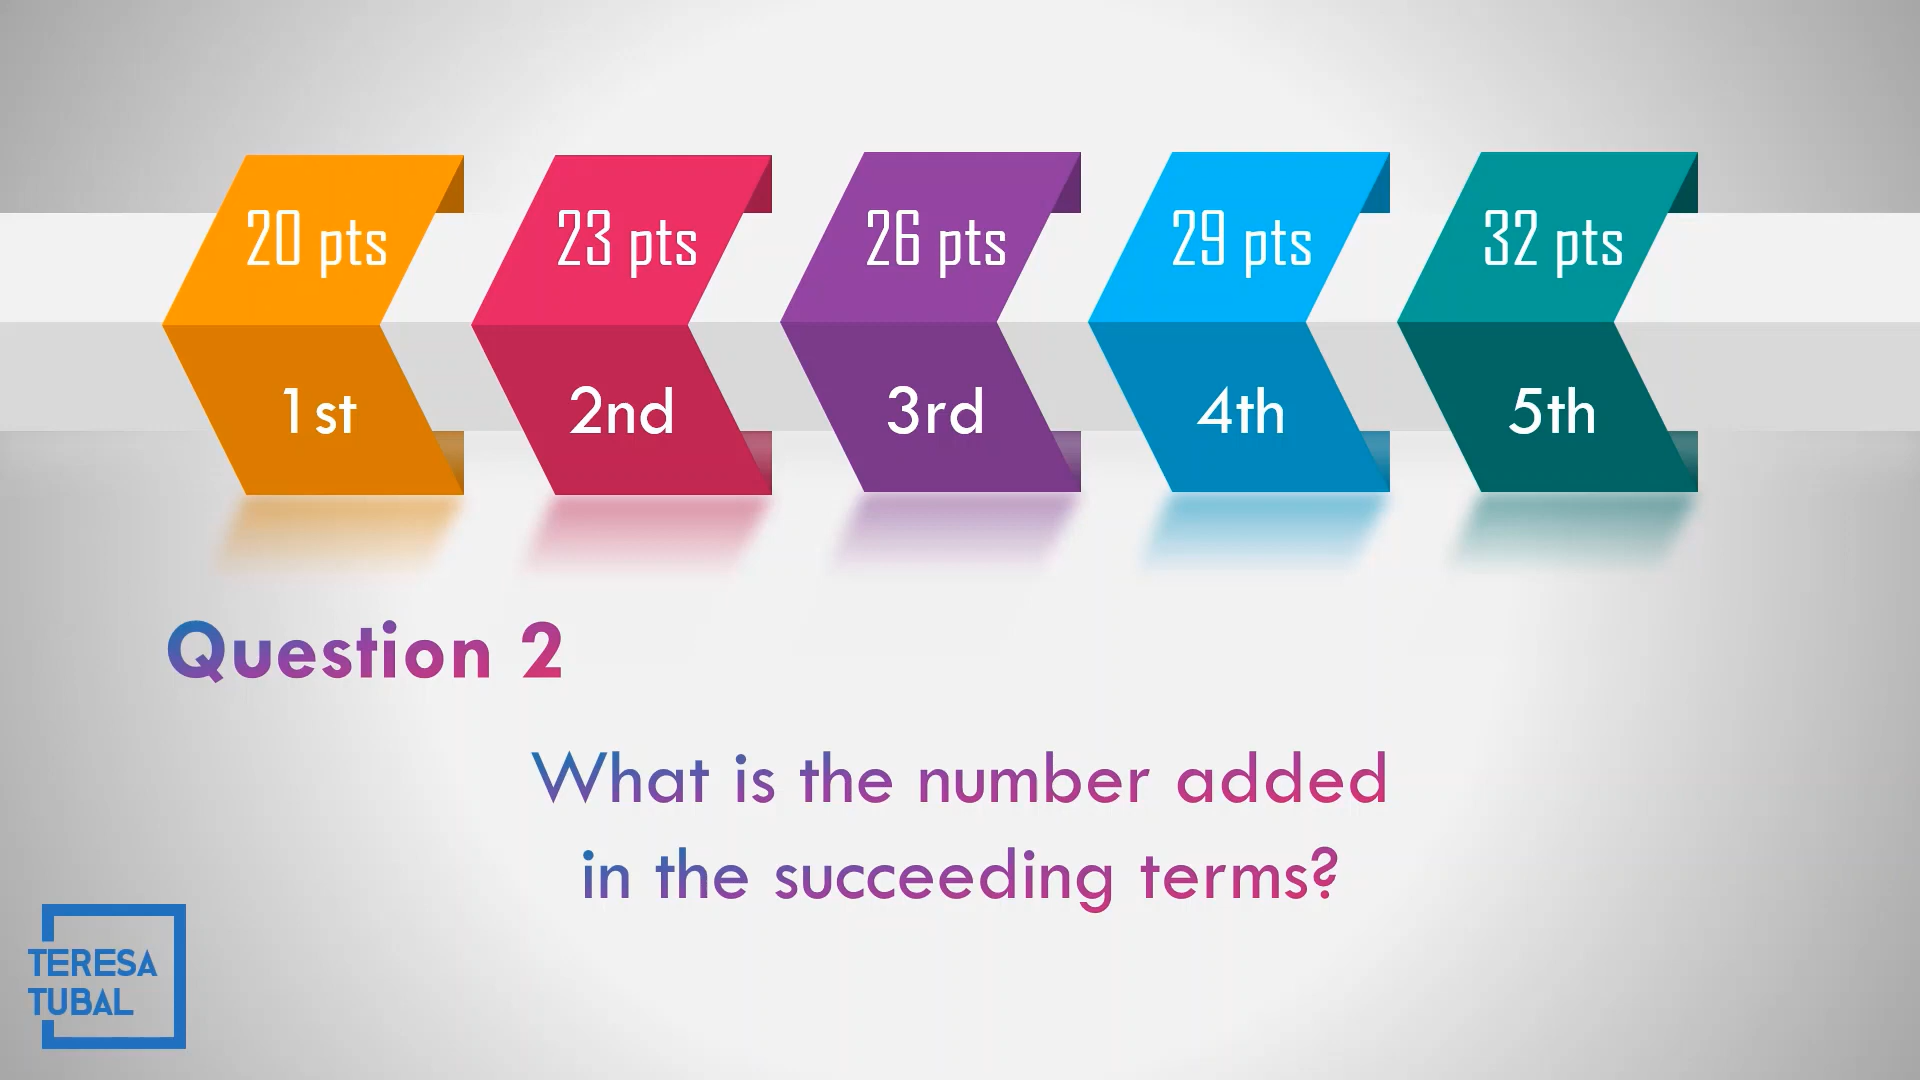 20 pts
23 pts
26 pts
29 pts
32 pts
1st
2nd
3rd
4th
5th
Question 2
What is the number added
in the succeeding terms?
TERESA
TUBAL